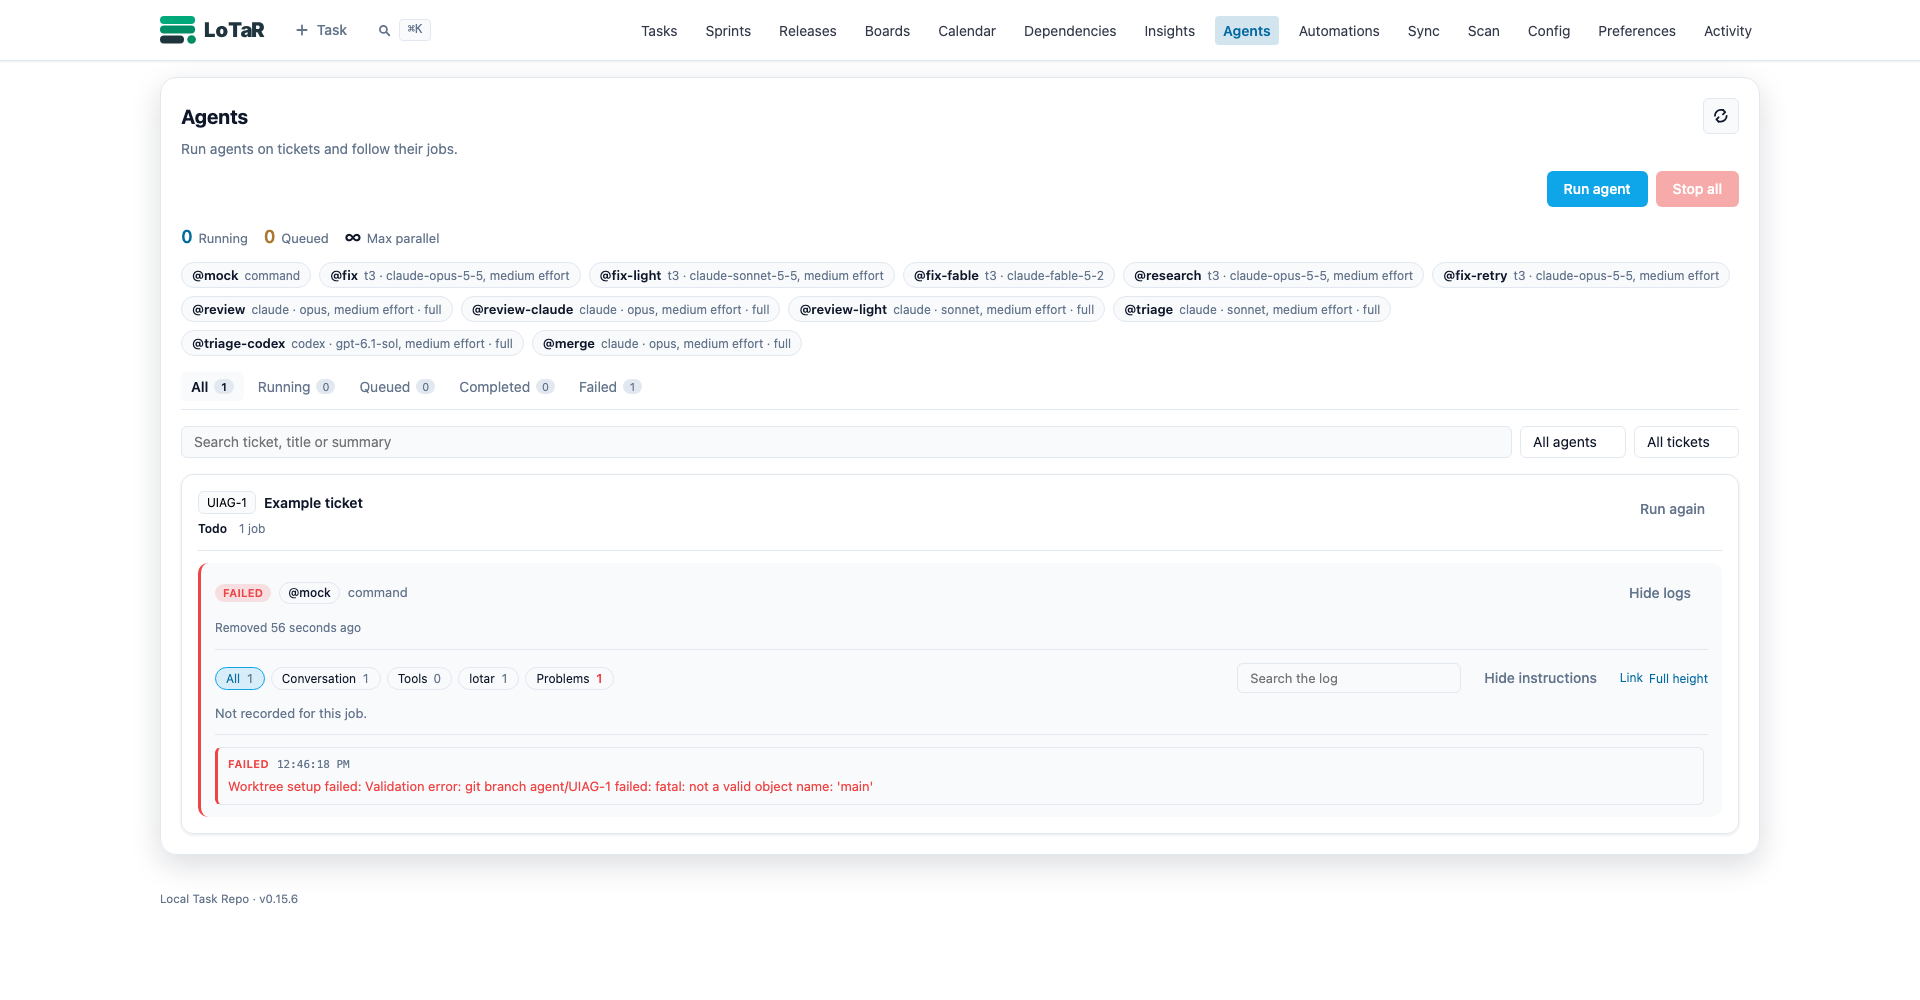 LoTaR
+ Task
⌘K
Tasks Sprints Releases Boards Calendar Dependencies Insights Agents Automations Sync Scan Config Preferences Activity
Agents
Run agents on tickets and follow their jobs.
Run agent Stop all
0 Running 0 Queued ∞ Max parallel
@mock command @fix t3 · claude-opus-5-5, medium effort @fix-light t3 · claude-sonnet-5-5, medium effort @fix-fable t3 · claude-fable-5-2 @research t3 · claude-opus-5-5, medium effort @fix-retry t3 · claude-opus-5-5, medium effort
@review claude · opus, medium effort · full @review-claude claude · opus, medium effort · full @review-light claude · sonnet, medium effort · full @triage claude · sonnet, medium effort · full
@triage-codex codex · gpt-6.1-sol, medium effort · full @merge claude · opus, medium effort · full
All 1 Running 0 Queued 0 Completed 0 Failed 1
Search ticket, title or summary All agents All tickets
UIAG-1 Example ticket
Run again
Todo 1 job
FAILED @mock command Hide logs
Removed 56 seconds ago
All 1 Conversation 1 Tools 0 lotar 1 Problems 1 Search the log Hide instructions Link Full height
Not recorded for this job.
FAILED 12:46:18 PM
Worktree setup failed: Validation error: git branch agent/UIAG-1 failed: fatal: not a valid object name: 'main'
Local Task Repo · v0.15.6